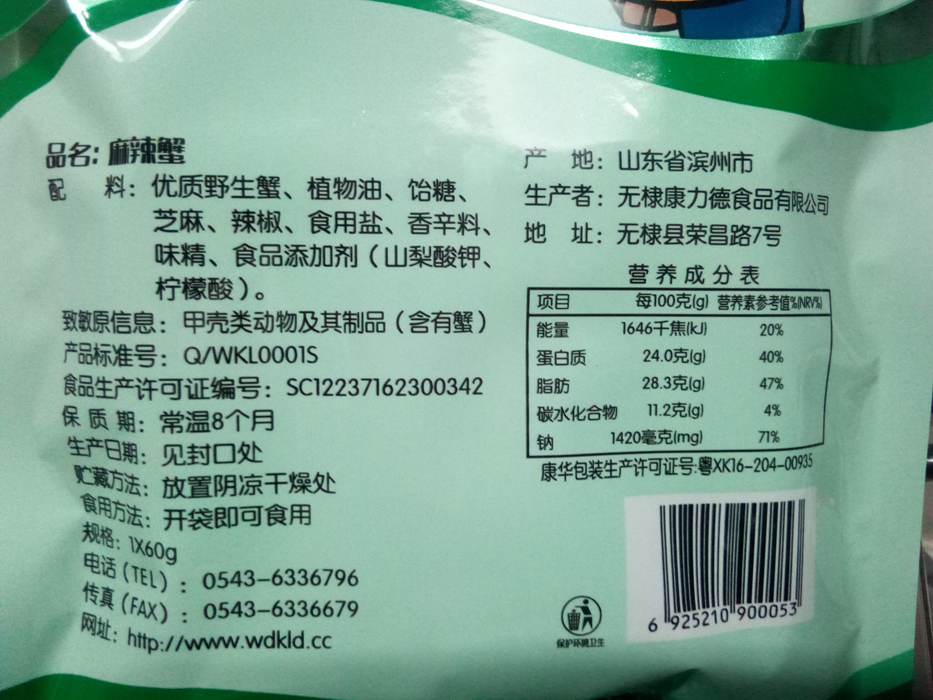 品名: 麻辣蟹
配 料: 优质野生蟹、植物油、饴糖、
芝麻、辣椒、食用盐、香辛料、
味精、食品添加剂（山梨酸钾、
柠檬酸）。
致敏原信息: 甲壳类动物及其制品（含有蟹）
产品标准号: Q/WKL0001S
食品生产许可证编号: SC12237162300342
保 质 期: 常温8个月
生产日期: 见封口处
贮藏方法: 放置阴凉干燥处
食用方法: 开袋即可食用
规格: 1X60g
电话（TEL）: 0543-6336796
传真（FAX）: 0543-6336679
网址: http://www.wdkld.cc
产 地: 山东省滨州市
生产者: 无棣康力德食品有限公司
地 址: 无棣县荣昌路7号
营养成分表
项目 每100克(g) 营养素参考值%(NRV%)
能量 1646千焦(kJ) 20%
蛋白质 24.0克(g) 40%
脂肪 28.3克(g) 47%
碳水化合物 11.2克(g) 4%
钠 1420毫克(mg) 71%
康华包装生产许可证号:粤XK16-204-00935
保护环境卫生
6 925210 900053